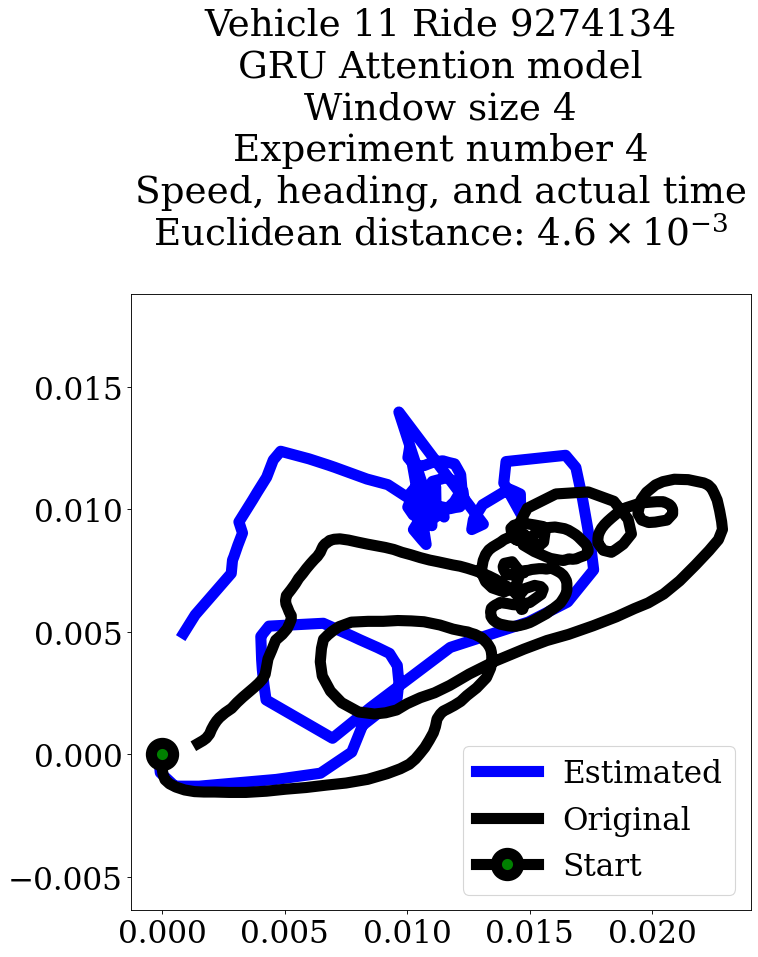 Vehicle 11 Ride 9274134
GRU Attention model
Window size 4
Experiment number 4
Speed, heading, and actual time
Euclidean distance: 4.6 × 10⁻³
0.015
0.010
0.005
0.000
−0.005
0.000 0.005 0.010 0.015 0.020
Estimated
Original
Start